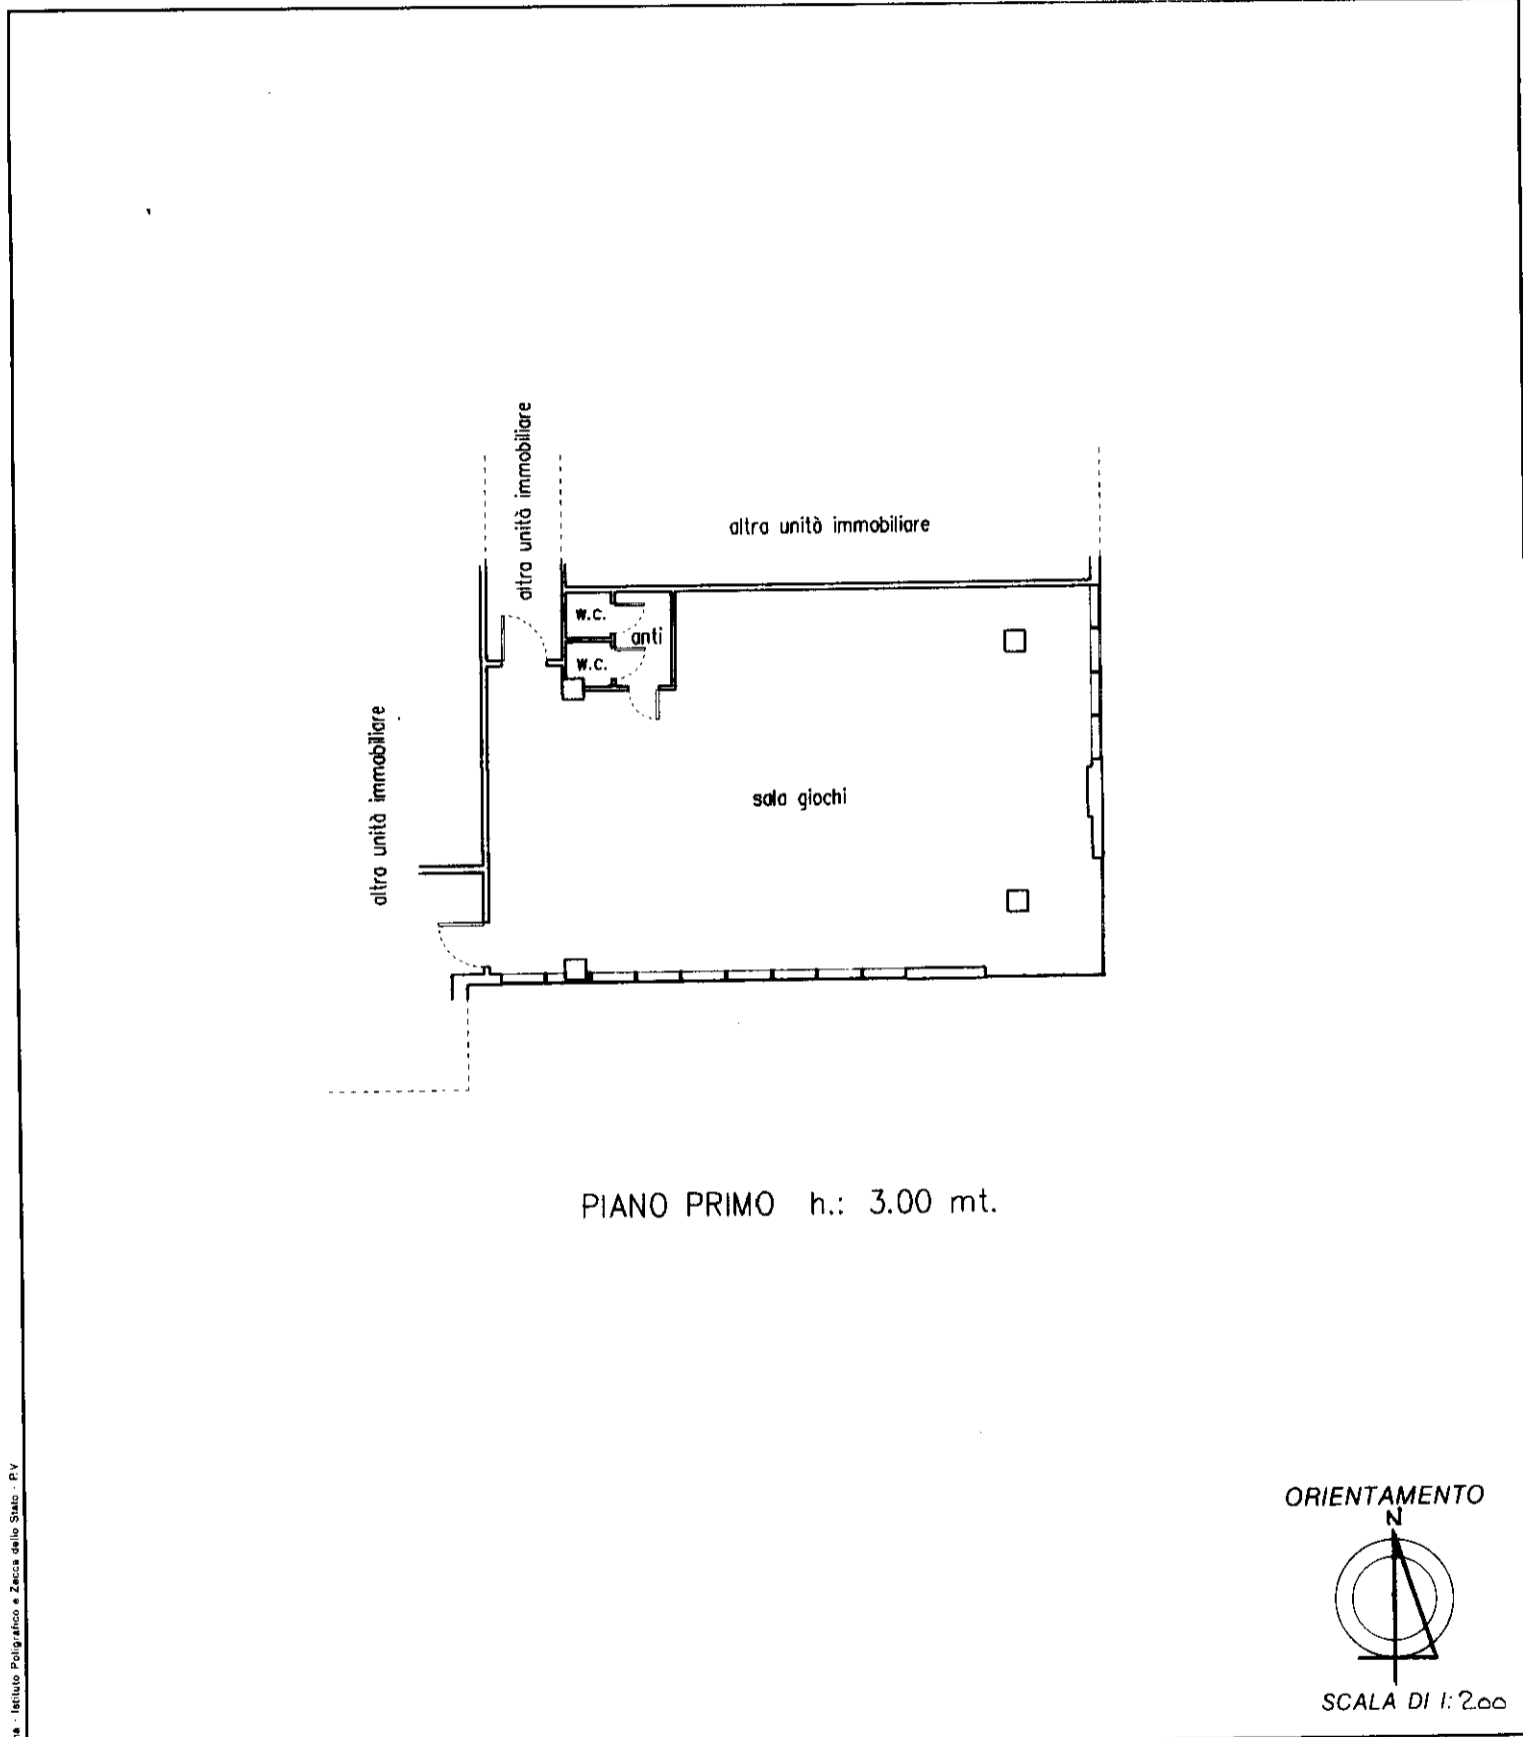 altra unità immobiliare
altra unità immobiliare
W.C.
anti
W.C.
altra unità immobiliare
sala giochi
PIANO PRIMO h.: 3.00 mt.
ORIENTAMENTO
N
SCALA DI 1:200
Istituto Poligrafico e Zecca dello Stato - P.V